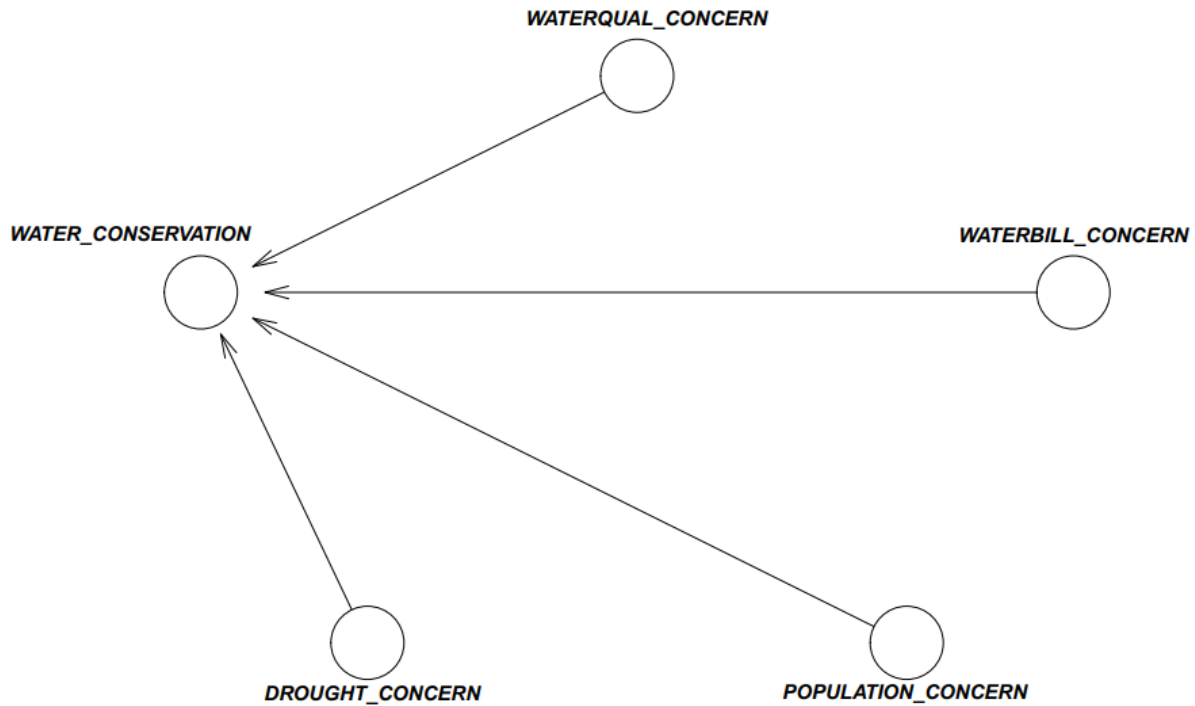 WATERQUAL_CONCERN
WATER_CONSERVATION
WATERBILL_CONCERN
DROUGHT_CONCERN
POPULATION_CONCERN